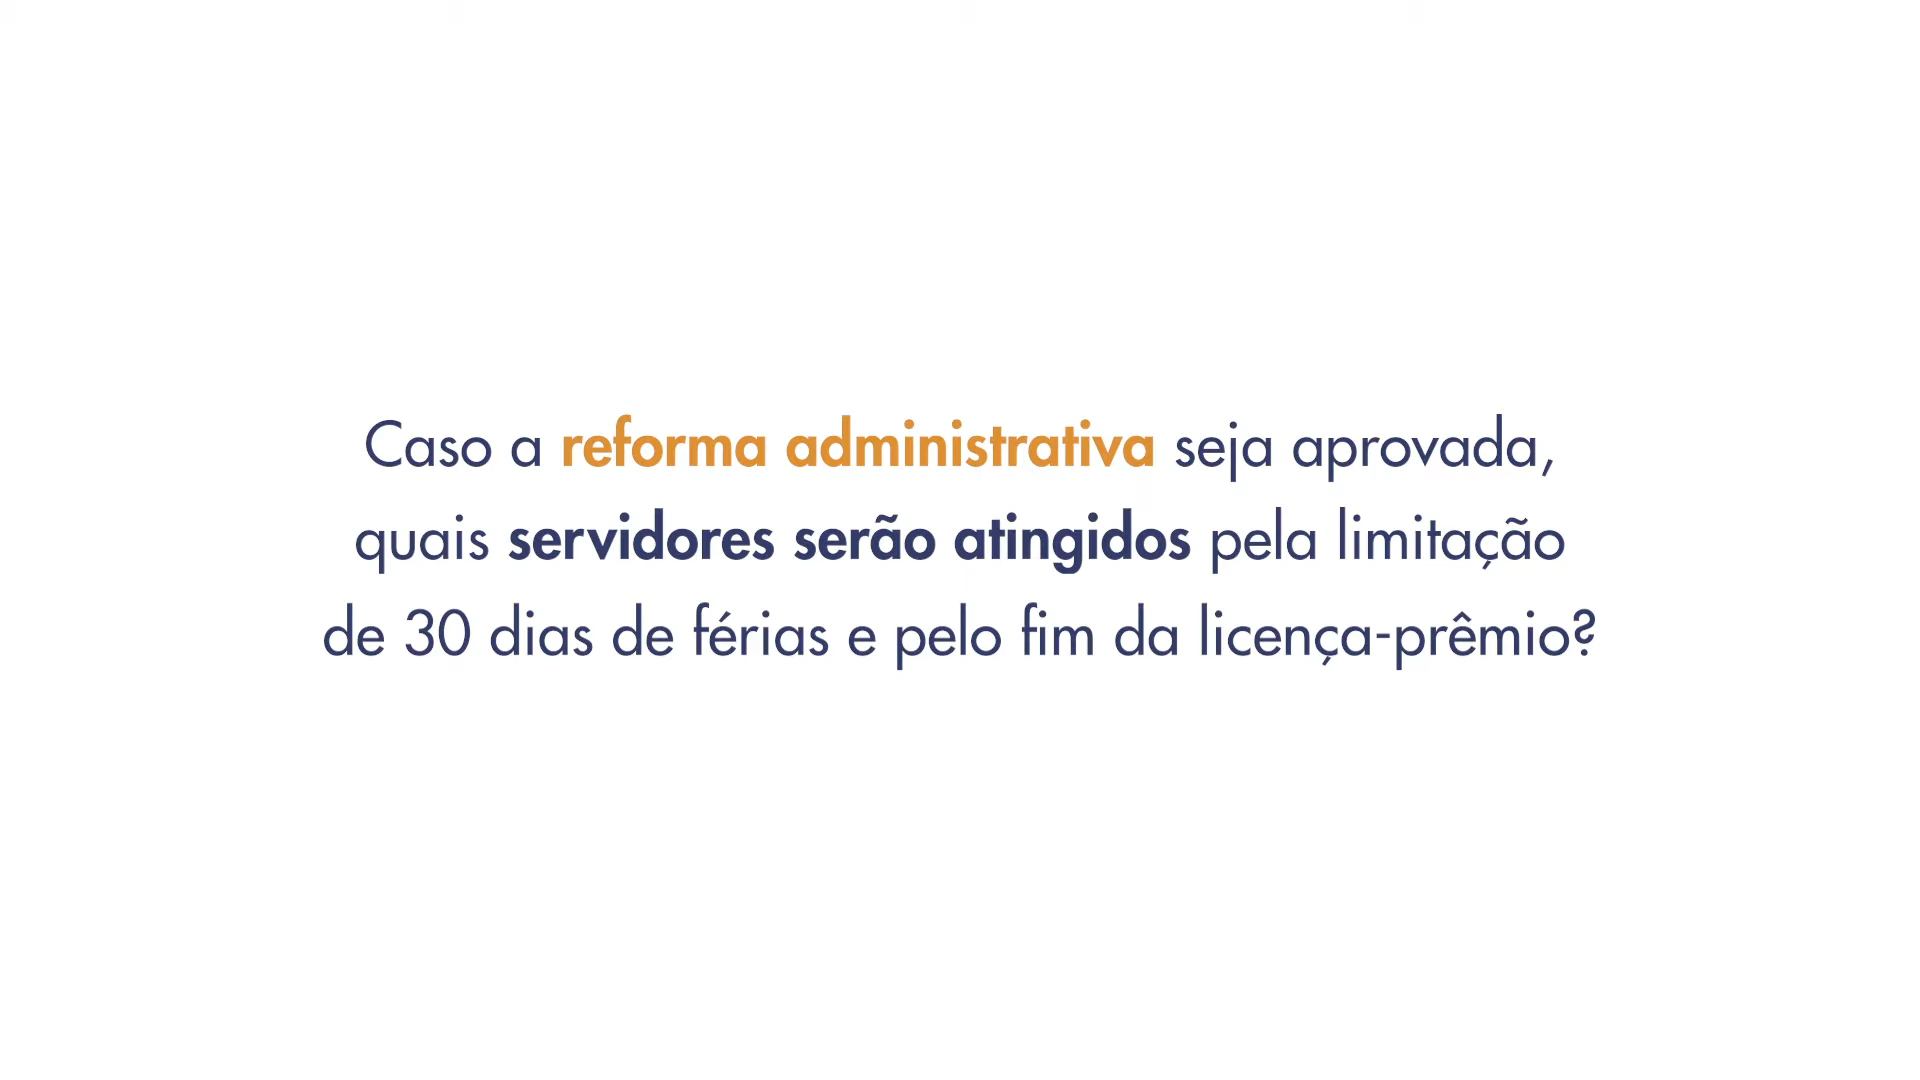 Caso a reforma administrativa seja aprovada,
quais servidores serão atingidos pela limitação
de 30 dias de férias e pelo fim da licença-prêmio?